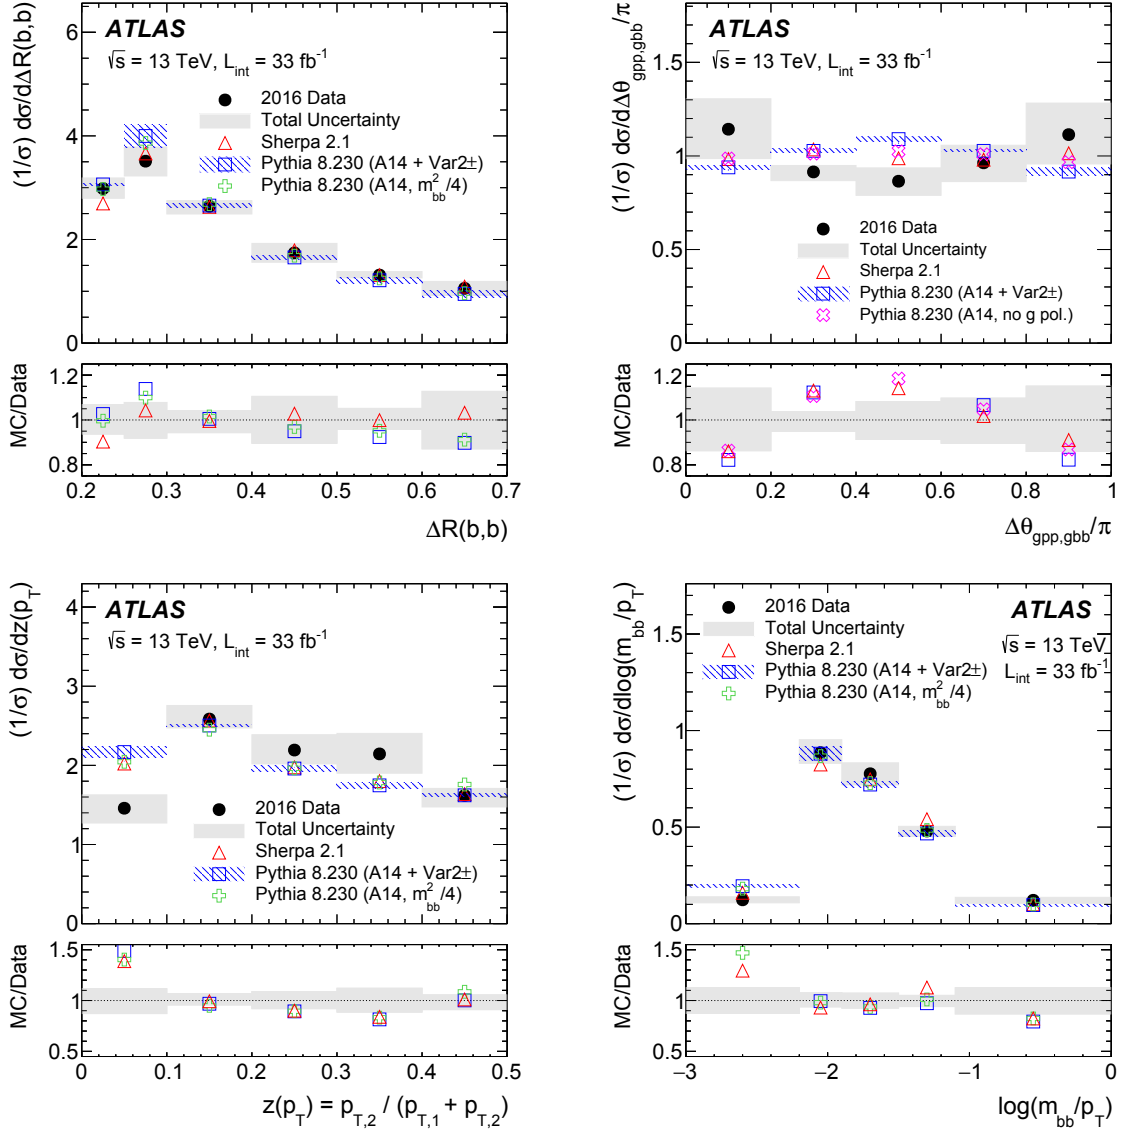 ATLAS
√s = 13 TeV, L_int = 33 fb⁻¹
2016 Data
Total Uncertainty
Sherpa 2.1
Pythia 8.230 (A14 + Var2±)
Pythia 8.230 (A14, m²_bb/4)
(1/σ) dσ/dΔR(b,b)
6
4
2
0
MC/Data
1.2
1
0.8
0.2 0.3 0.4 0.5 0.6 0.7
ΔR(b,b)
ATLAS
√s = 13 TeV, L_int = 33 fb⁻¹
(1/σ) dσ/dΔθ_gpp,gbb/π
1.5
1
0.5
0
2016 Data
Total Uncertainty
Sherpa 2.1
Pythia 8.230 (A14 + Var2±)
Pythia 8.230 (A14, no g pol.)
MC/Data
1.2
1
0.8
0 0.2 0.4 0.6 0.8 1
Δθ_gpp,gbb/π
ATLAS
√s = 13 TeV, L_int = 33 fb⁻¹
(1/σ) dσ/dz(p_T)
4
3
2
1
0
2016 Data
Total Uncertainty
Sherpa 2.1
Pythia 8.230 (A14 + Var2±)
Pythia 8.230 (A14, m²_bb/4)
MC/Data
1.5
1
0.5
0 0.1 0.2 0.3 0.4 0.5
z(p_T) = p_T,2 / (p_T,1 + p_T,2)
2016 Data
Total Uncertainty
Sherpa 2.1
Pythia 8.230 (A14 + Var2±)
Pythia 8.230 (A14, m²_bb/4)
ATLAS
√s = 13 TeV
L_int = 33 fb⁻¹
(1/σ) dσ/dlog(m_bb/p_T)
1.5
1
0.5
0
MC/Data
1.5
1
0.5
−3 −2 −1 0
log(m_bb/p_T)